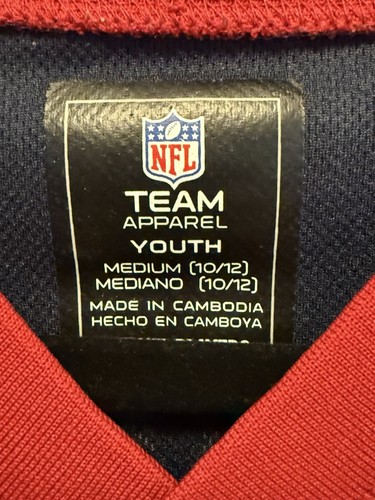 NFL
TEAM
APPAREL
YOUTH
MEDIUM (10/12)
MEDIANO (10/12)
MADE IN CAMBODIA
HECHO EN CAMBOYA